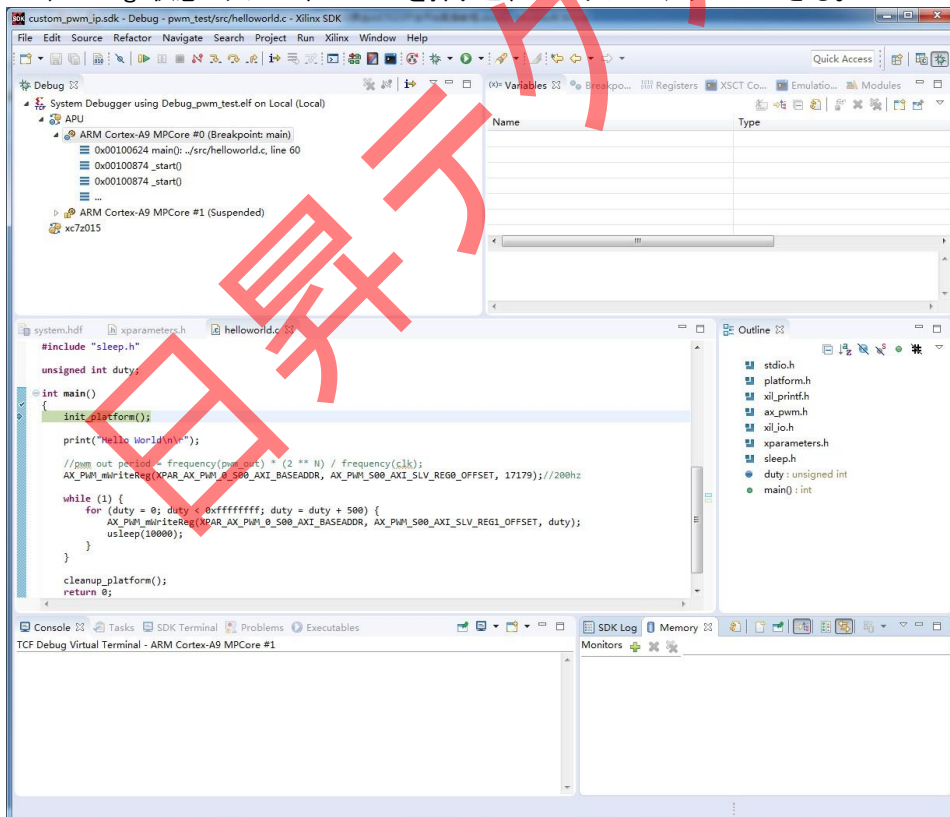 custom_pwm_ip.sdk - Debug - pwm_test/src/helloworld.c - Xilinx SDK
File Edit Source Refactor Navigate Search Project Run Xilinx Window Help
Quick Access
Debug
System Debugger using Debug_pwm_test.elf on Local (Local)
APU
ARM Cortex-A9 MPCore #0 (Breakpoint: main)
0x00100624 main(): ../src/helloworld.c, line 60
0x00100874 _start()
0x00100874 _start()
...
ARM Cortex-A9 MPCore #1 (Suspended)
xc7z015
(x)= Variables Breakpo... Registers XSCT Co... Emulatio... Modules
Name Type
system.hdf xparameters.h helloworld.c
#include "sleep.h"
unsigned int duty;
int main()
{
init_platform();
print("Hello World\n\r");
//pwm out period = frequency(pwm_out) * (2 ** N) / frequency(clk);
AX_PWM_mWriteReg(XPAR_AX_PWM_0_S00_AXI_BASEADDR, AX_PWM_S00_AXI_SLV_REG0_OFFSET, 17179);//200hz
while (1) {
for (duty = 0; duty < 0xffffffff; duty = duty + 500) {
AX_PWM_mWriteReg(XPAR_AX_PWM_0_S00_AXI_BASEADDR, AX_PWM_S00_AXI_SLV_REG1_OFFSET, duty);
usleep(10000);
}
}
cleanup_platform();
return 0;
Outline
stdio.h
platform.h
xil_printf.h
ax_pwm.h
xil_io.h
xparameters.h
sleep.h
duty : unsigned int
main() : int
Console Tasks SDK Terminal Problems Executables
TCF Debug Virtual Terminal - ARM Cortex-A9 MPCore #1
SDK Log Memory
Monitors
日昇テク